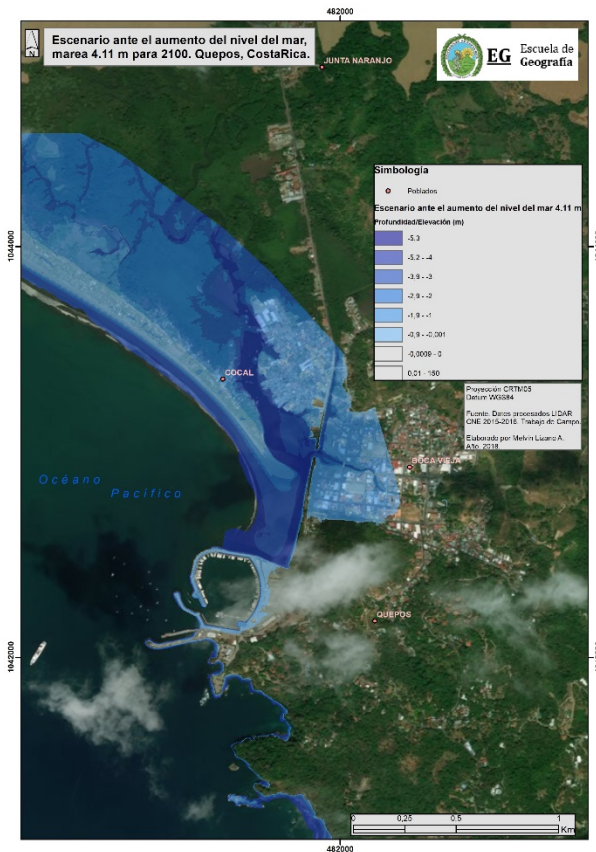 482000
Escenario ante el aumento del nivel del mar,
marea 4.11 m para 2100. Quepos, CostaRica.
N
EG
Escuela de
Geografía
JUNTA NARANJO
Simbología
Poblados
Escenario ante el aumento del nivel del mar 4.11 m
Profundidad/Elevación (m)
-5,3
-5,2 - -4
-3,9 - -3
-2,9 - -2
-1,9 - -1
-0,9 - -0,001
-0,0009 - 0
0,01 - 150
1044000
COCAL
Proyección CRTM05
Datum WGS84
Fuente: Datos procesados LIDAR
CNE 2015-2016. Trabajo de Campo.
Elaborado por Melvin Lizano A.
Año. 2018
BOCA VIEJA
Océano
Pacífico
QUEPOS
1042000
0 0,25 0,5 1
Km
482000